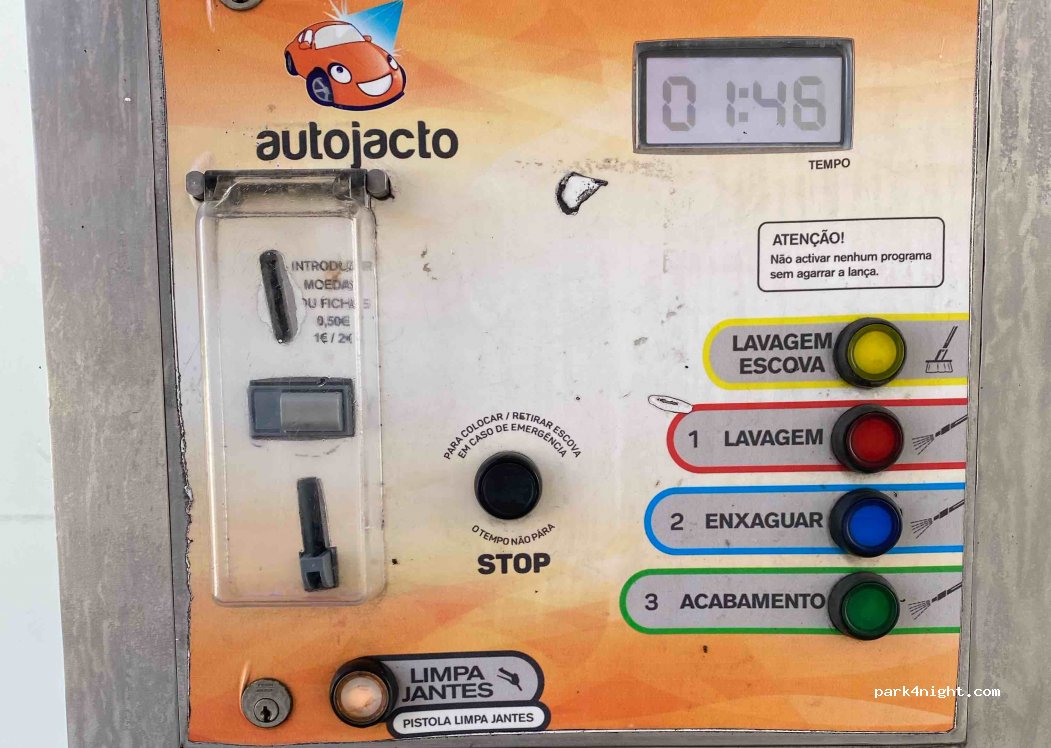 autojacto
01:46
TEMPO
ATENÇÃO!
Não activar nenhum programa
sem agarrar a lança.
INTRODUZIR
MOEDAS
OU FICHAS
0,50€
1€ / 2€
LAVAGEM
ESCOVA
1 LAVAGEM
2 ENXAGUAR
3 ACABAMENTO
PARA COLOCAR / RETIRAR ESCOVA
EM CASO DE EMERGÊNCIA
O TEMPO NÃO PÁRA
STOP
LIMPA
JANTES
PISTOLA LIMPA JANTES
park4night.com